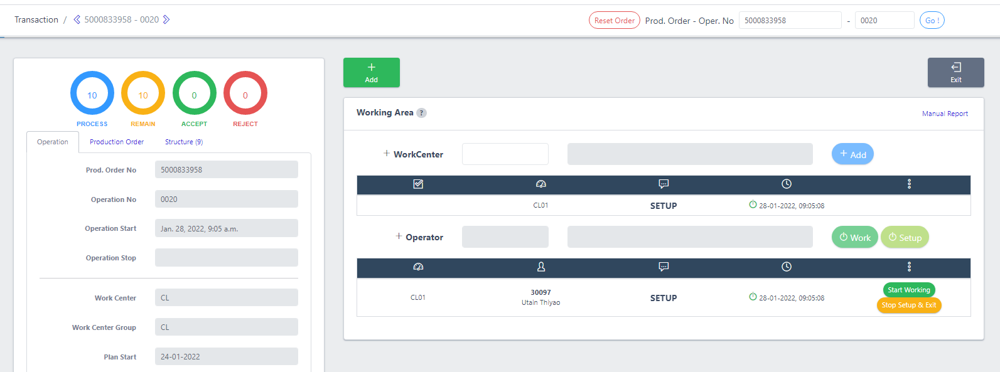 Transaction / 5000833958 - 0020
Reset Order Prod. Order - Oper. No 5000833958 - 0020 Go !
10 10 0 0
PROCESS REMAIN ACCEPT REJECT
Operation Production Order Structure (9)
Prod. Order No 5000833958
Operation No 0020
Operation Start Jan. 28, 2022, 9:05 a.m.
Operation Stop
Work Center CL
Work Center Group CL
Plan Start 24-01-2022
+
Add
Exit
Working Area ? Manual Report
+ WorkCenter + Add
CL01 SETUP 28-01-2022, 09:05:08
+ Operator Work Setup
CL01 30097 SETUP 28-01-2022, 09:05:08 Start Working
Utain Thiyao Stop Setup & Exit